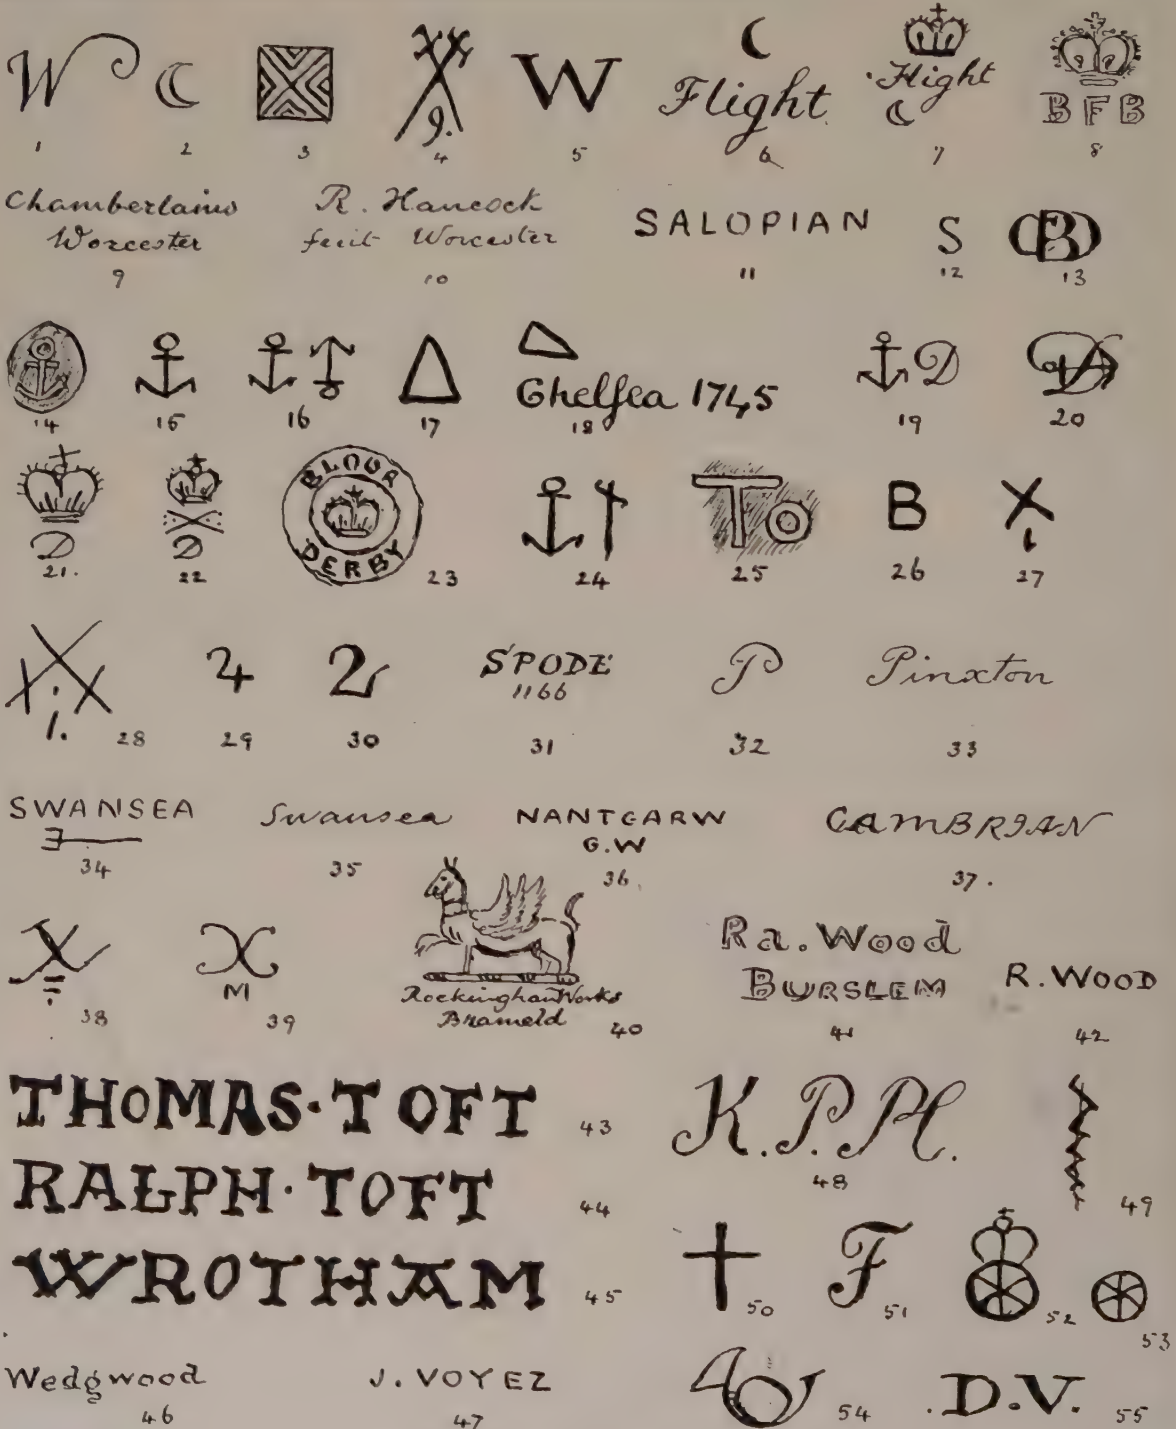 W C W Flight Flight B F B
9.
1 2 3 4 5 6 7 8
Chamberlains R. Hancock SALOPIAN S
Worcester fecit Worcester
9 10 11 12 13
D
Chelsea 1745
14 15 16 17 18 19 20
BLOOR
DERBY
D D To B X
21. 22 23 24 25 26 27
1. 24 2 SPODE P Pinxton
1166
28 29 30 31 32 33
SWANSEA Swansea NANTGARW CAMBRIAN
G.W
34 35 36 37.
Ra. Wood
BURSLEM R. WOOD
X M
Rockingham Works
Brameld
38 39 40 41 42
THOMAS·TOFT 43 K.P.M. 48 49
RALPH·TOFT 44
WROTHAM 45 F 50 51 52 53
Wedgwood J. VOYEZ D.V.
46 47 54 55